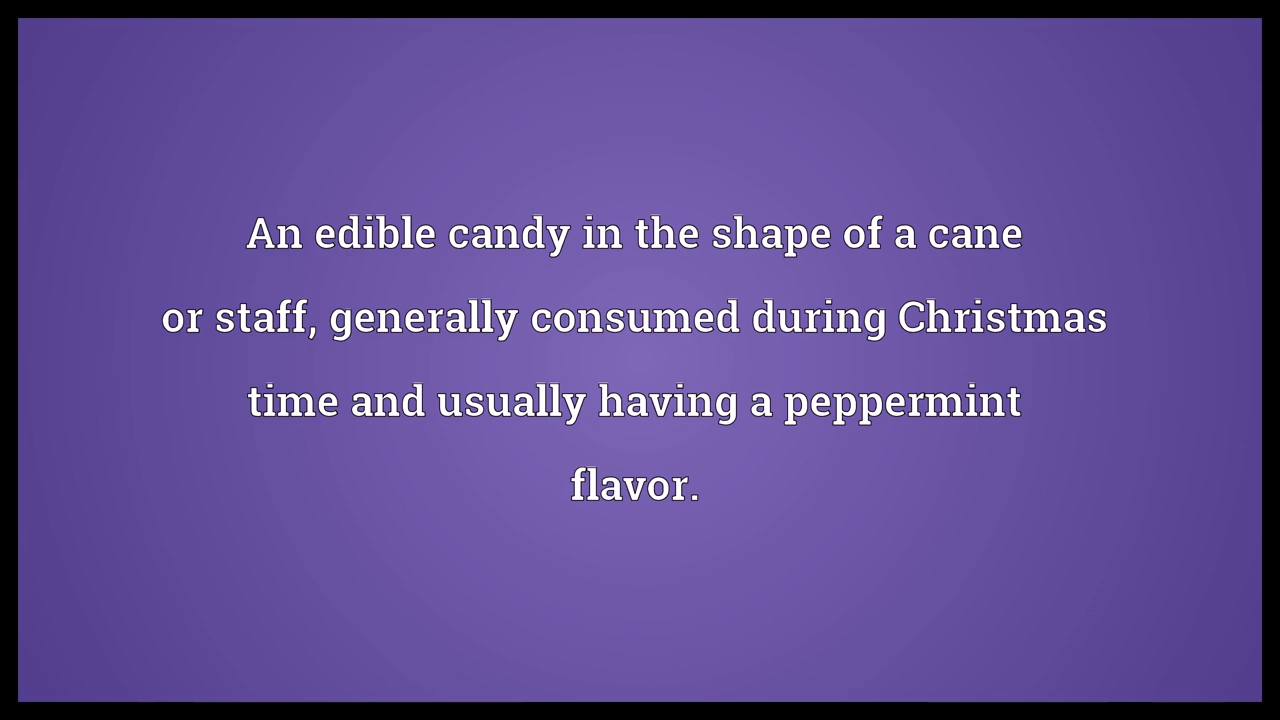 An edible candy in the shape of a cane
or staff, generally consumed during Christmas
time and usually having a peppermint
flavor.